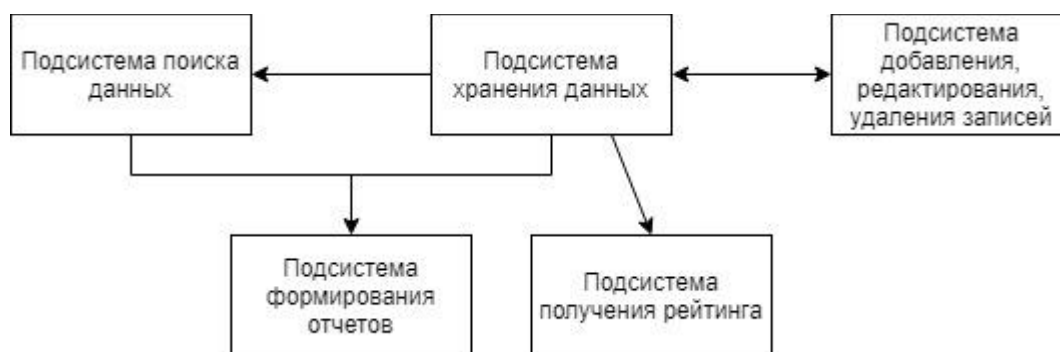 Подсистема поиска
данных
Подсистема
хранения данных
Подсистема
добавления,
редактирования,
удаления записей
Подсистема
формирования
отчетов
Подсистема
получения рейтинга